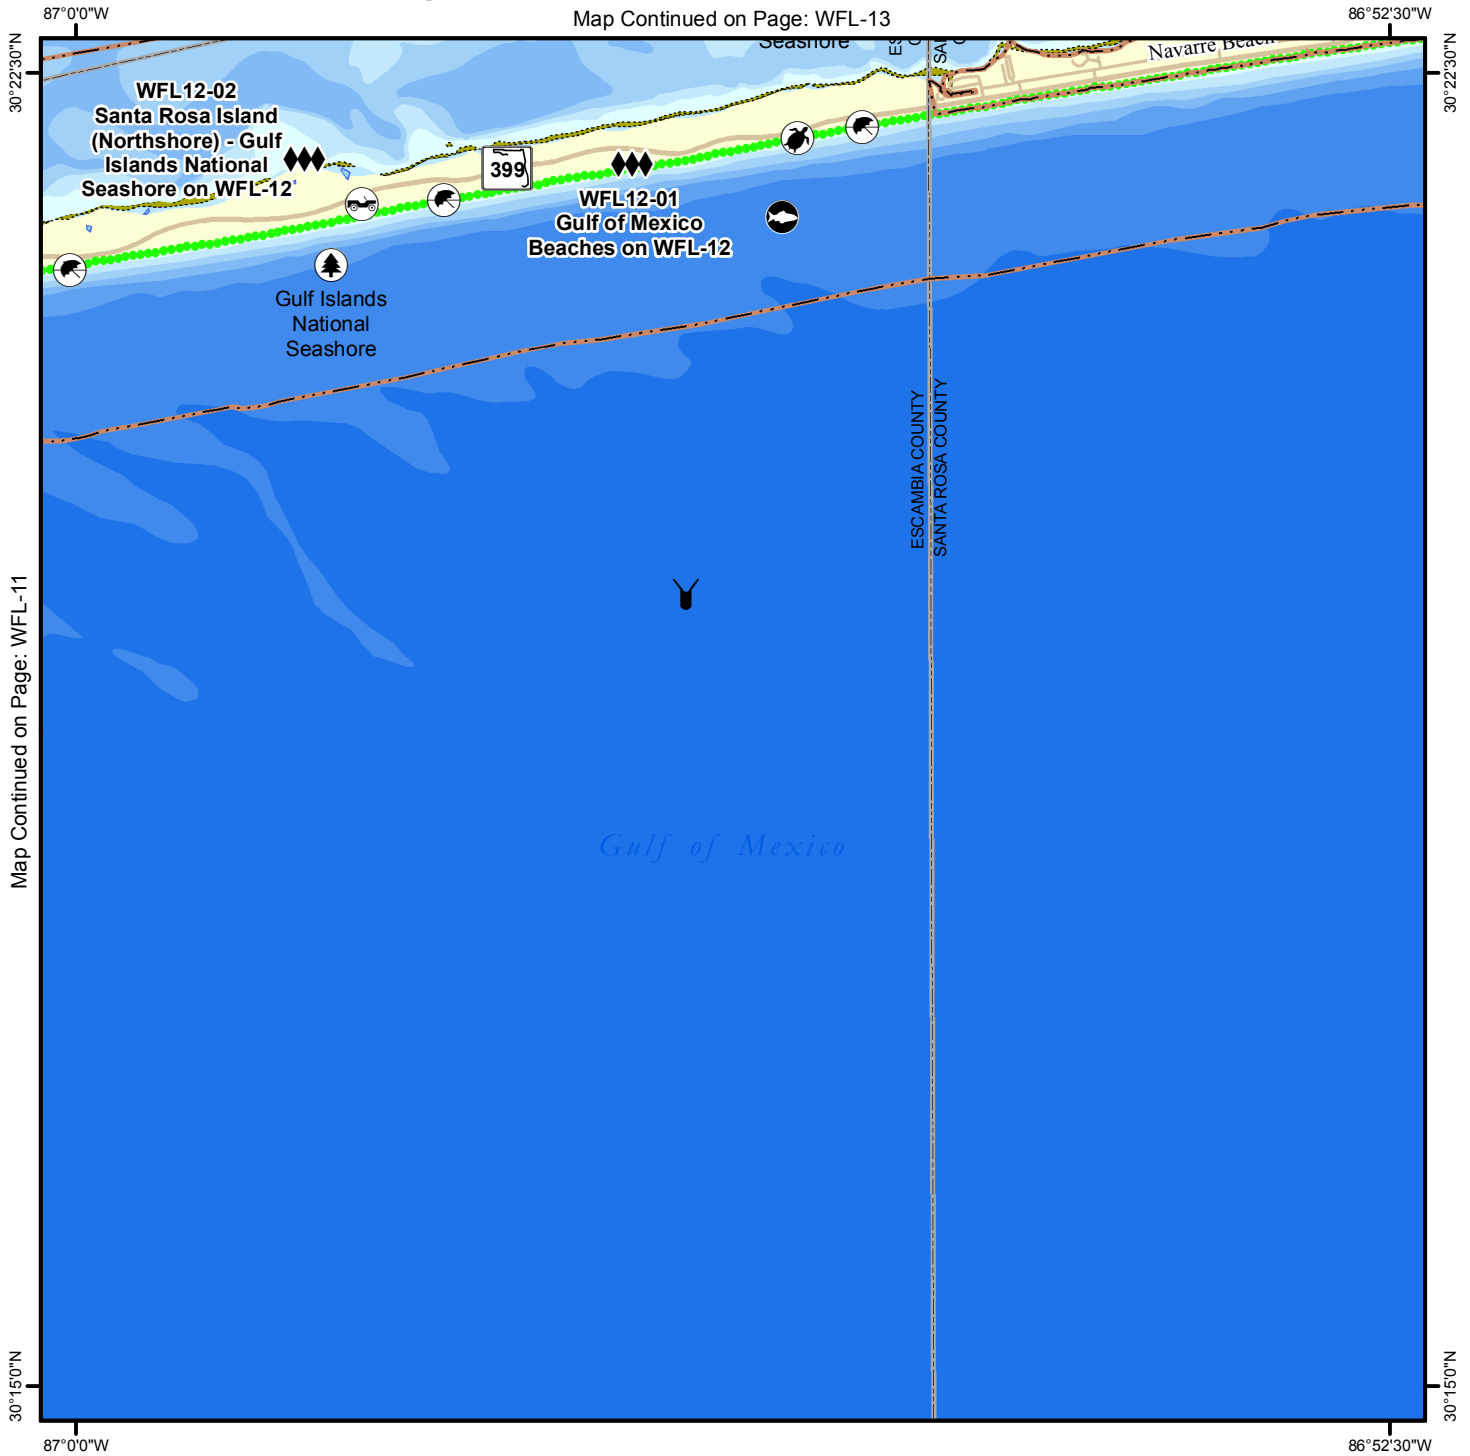 87°0'0"W
Map Continued on Page: WFL-13
86°52'30"W
30°22'30"N
30°22'30"N
Seashore
Navarre Beach
WFL12-02
Santa Rosa Island
(Northshore) - Gulf
Islands National
Seashore on WFL-12
399
WFL12-01
Gulf of Mexico
Beaches on WFL-12
Gulf Islands
National
Seashore
ESCAMBIA COUNTY
SANTA ROSA COUNTY
Map Continued on Page: WFL-11
Gulf of Mexico
30°15'0"N
30°15'0"N
87°0'0"W
86°52'30"W